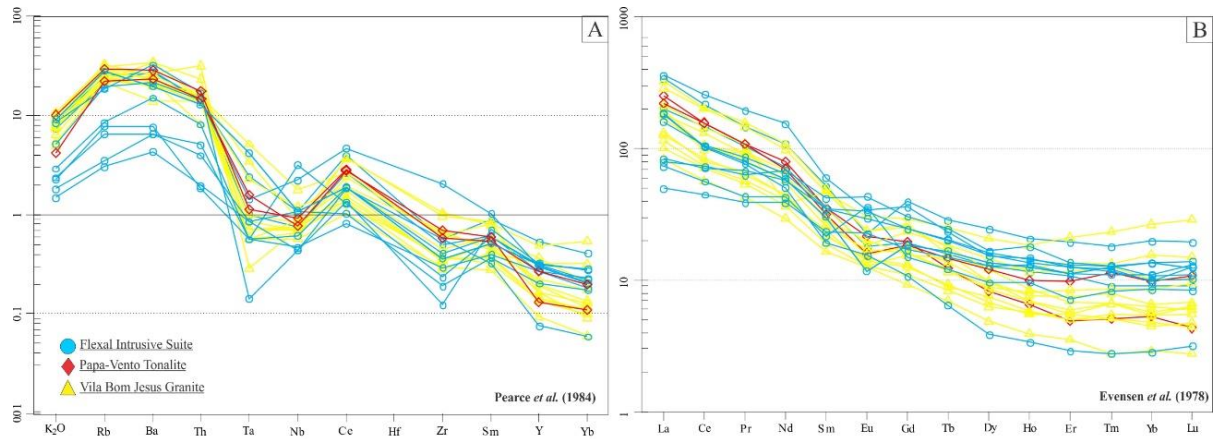 100
10
1
0.1
0.01
A
Flexal Intrusive Suite
Papa-Vento Tonalite
Vila Bom Jesus Granite
Pearce et al. (1984)
K2O Rb Ba Th Ta Nb Ce Hf Zr Sm Y Yb
1000
100
10
1
B
Evensen et al. (1978)
La Ce Pr Nd Sm Eu Gd Tb Dy Ho Er Tm Yb Lu